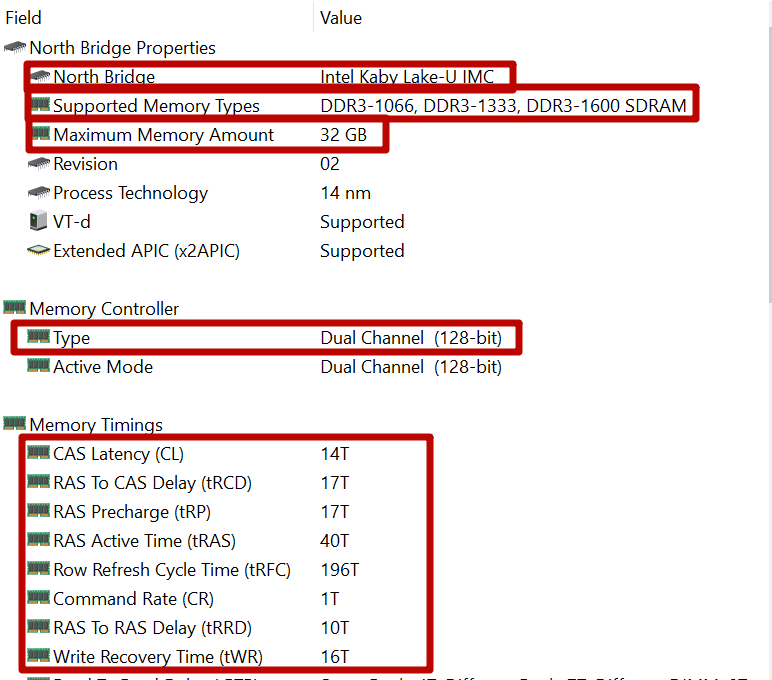 Field Value
North Bridge Properties
North Bridge Intel Kaby Lake-U IMC
Supported Memory Types DDR3-1066, DDR3-1333, DDR3-1600 SDRAM
Maximum Memory Amount 32 GB
Revision 02
Process Technology 14 nm
VT-d Supported
Extended APIC (x2APIC) Supported
Memory Controller
Type Dual Channel (128-bit)
Active Mode Dual Channel (128-bit)
Memory Timings
CAS Latency (CL) 14T
RAS To CAS Delay (tRCD) 17T
RAS Precharge (tRP) 17T
RAS Active Time (tRAS) 40T
Row Refresh Cycle Time (tRFC) 196T
Command Rate (CR) 1T
RAS To RAS Delay (tRRD) 10T
Write Recovery Time (tWR) 16T